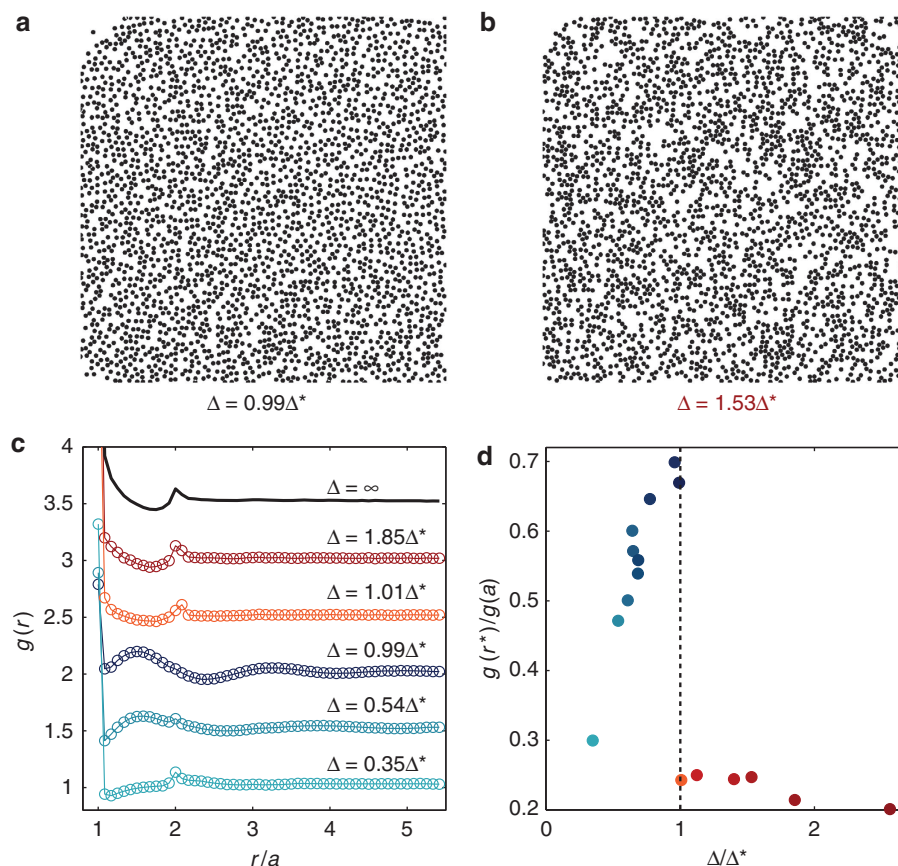 a
b
Δ = 0.99Δ*
Δ = 1.53Δ*
c
4
3.5
3
2.5
2
1.5
1
g(r)
Δ = ∞
Δ = 1.85Δ*
Δ = 1.01Δ*
Δ = 0.99Δ*
Δ = 0.54Δ*
Δ = 0.35Δ*
1 2 3 4 5
r/a
d
0.7
0.6
0.5
0.4
0.3
0.2
g(r*)/g(a)
0 1 2
Δ/Δ*